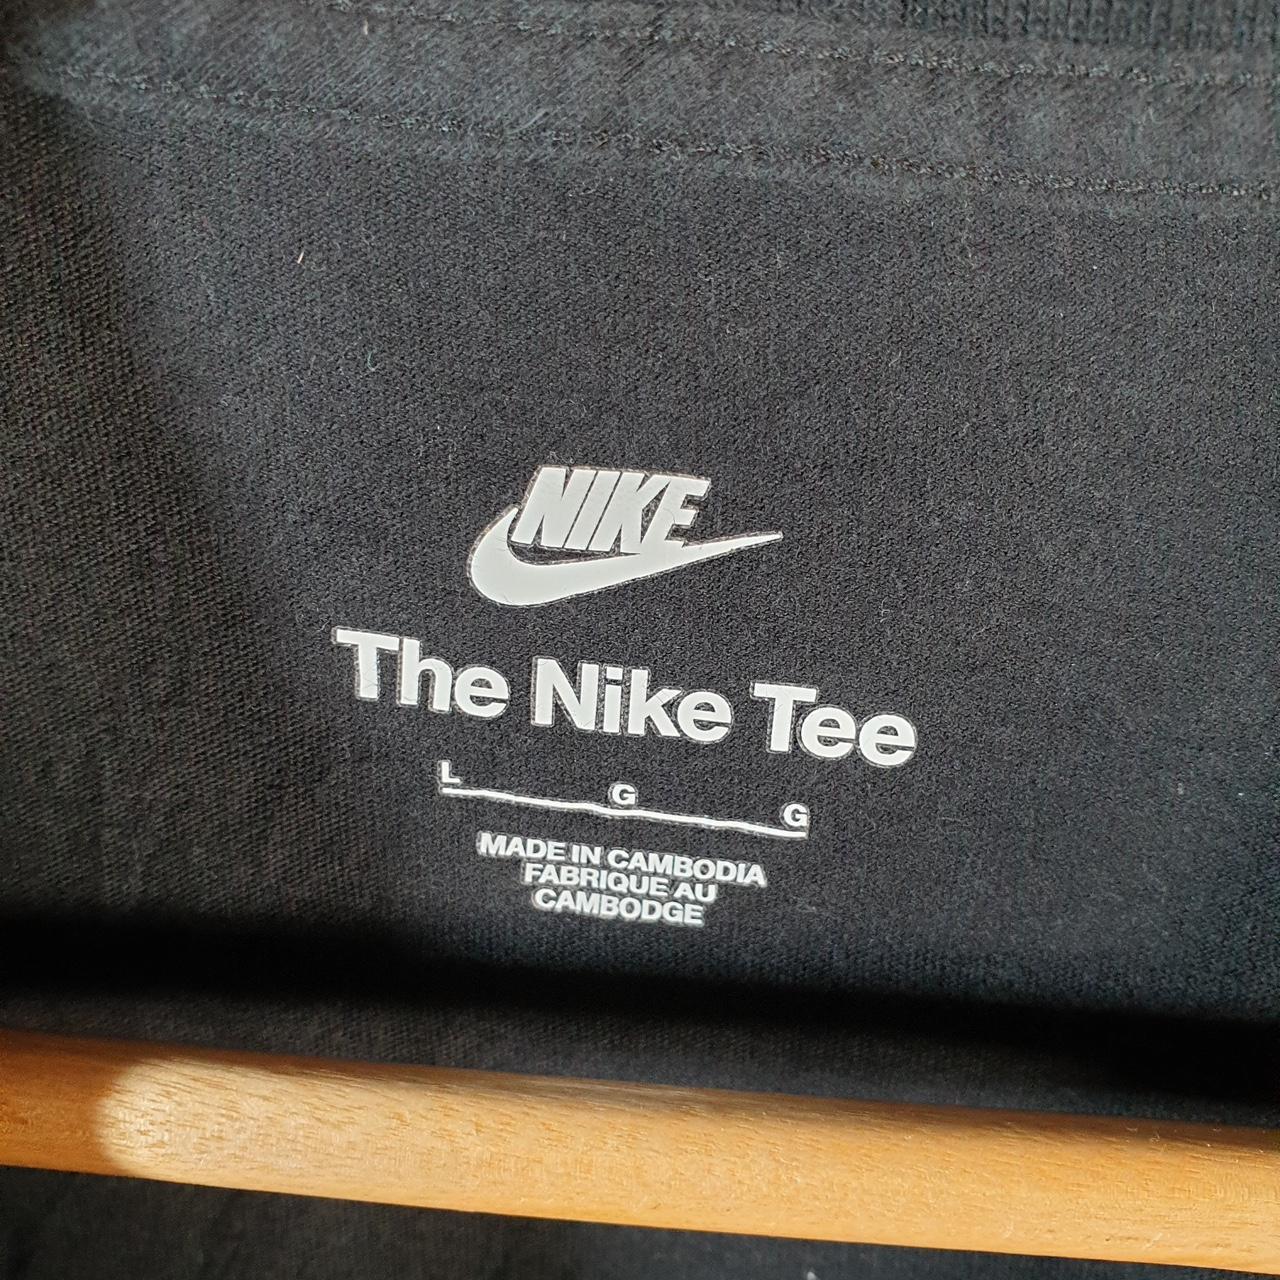 NIKE
The Nike Tee
L G G
MADE IN CAMBODIA
FABRIQUE AU
CAMBODGE